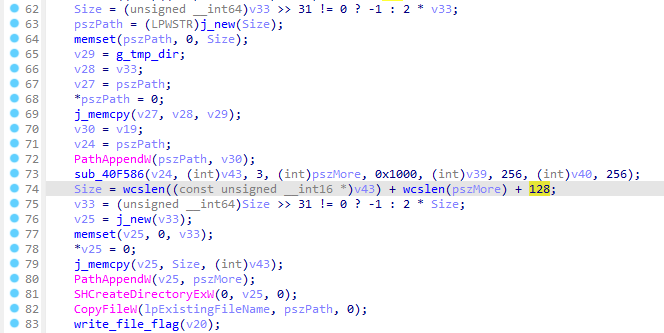 62 Size = (unsigned __int64)v33 >> 31 != 0 ? -1 : 2 * v33;
63 pszPath = (LPWSTR)j_new(Size);
64 memset(pszPath, 0, Size);
65 v29 = g_tmp_dir;
66 v28 = v33;
67 v27 = pszPath;
68 *pszPath = 0;
69 j_memcpy(v27, v28, v29);
70 v30 = v19;
71 v24 = pszPath;
72 PathAppendW(pszPath, v30);
73 sub_40F586(v24, (int)v43, 3, (int)pszMore, 0x1000, (int)v39, 256, (int)v40, 256);
74 Size = wcslen((const unsigned __int16 *)v43) + wcslen(pszMore) + 128;
75 v33 = (unsigned __int64)Size >> 31 != 0 ? -1 : 2 * Size;
76 v25 = j_new(v33);
77 memset(v25, 0, v33);
78 *v25 = 0;
79 j_memcpy(v25, Size, (int)v43);
80 PathAppendW(v25, pszMore);
81 SHCreateDirectoryExW(0, v25, 0);
82 CopyFileW(lpExistingFileName, pszPath, 0);
83 write_file_flag(v20);